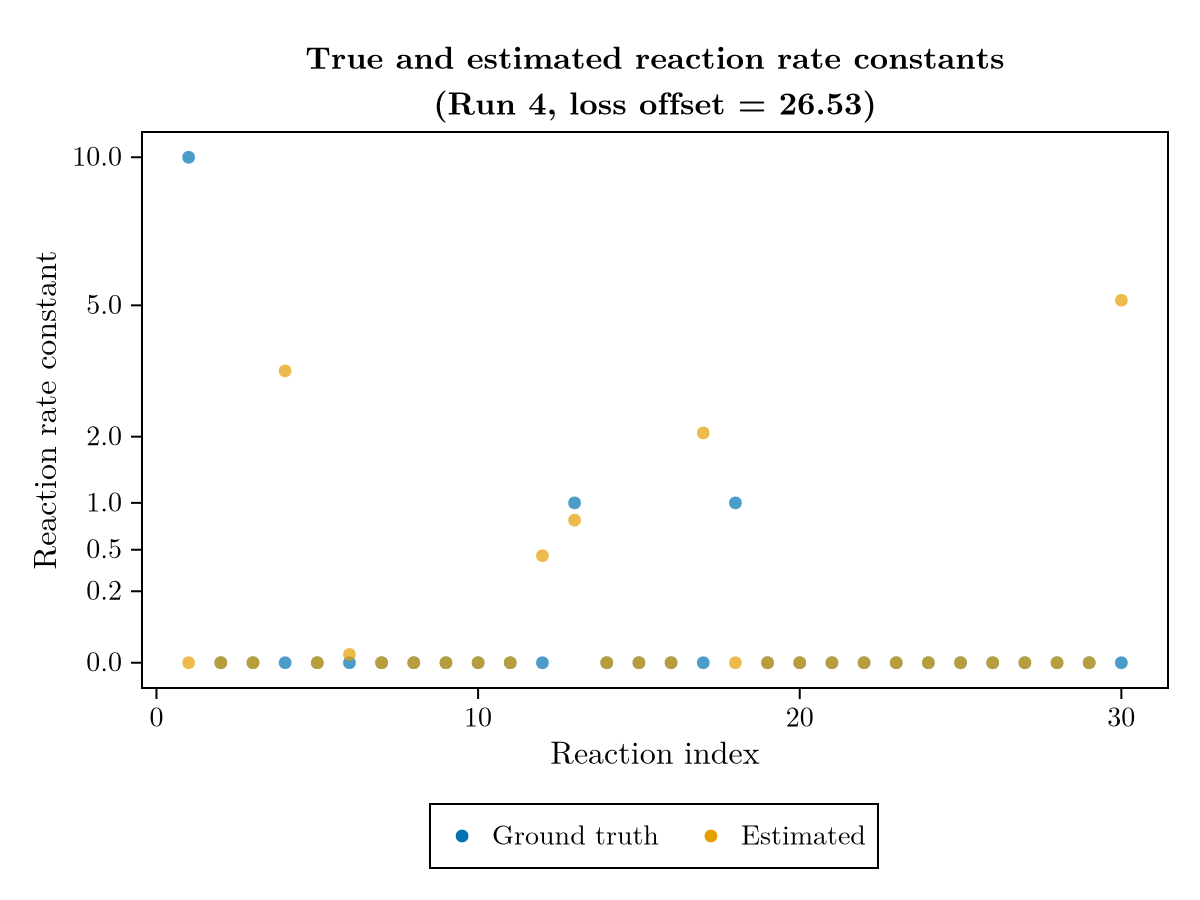 True and estimated reaction rate constants
(Run 4, loss offset = 26.53)
Reaction rate constant
10.0
5.0
2.0
1.0
0.5
0.2
0.0
0 10 20 30
Reaction index
Ground truth Estimated